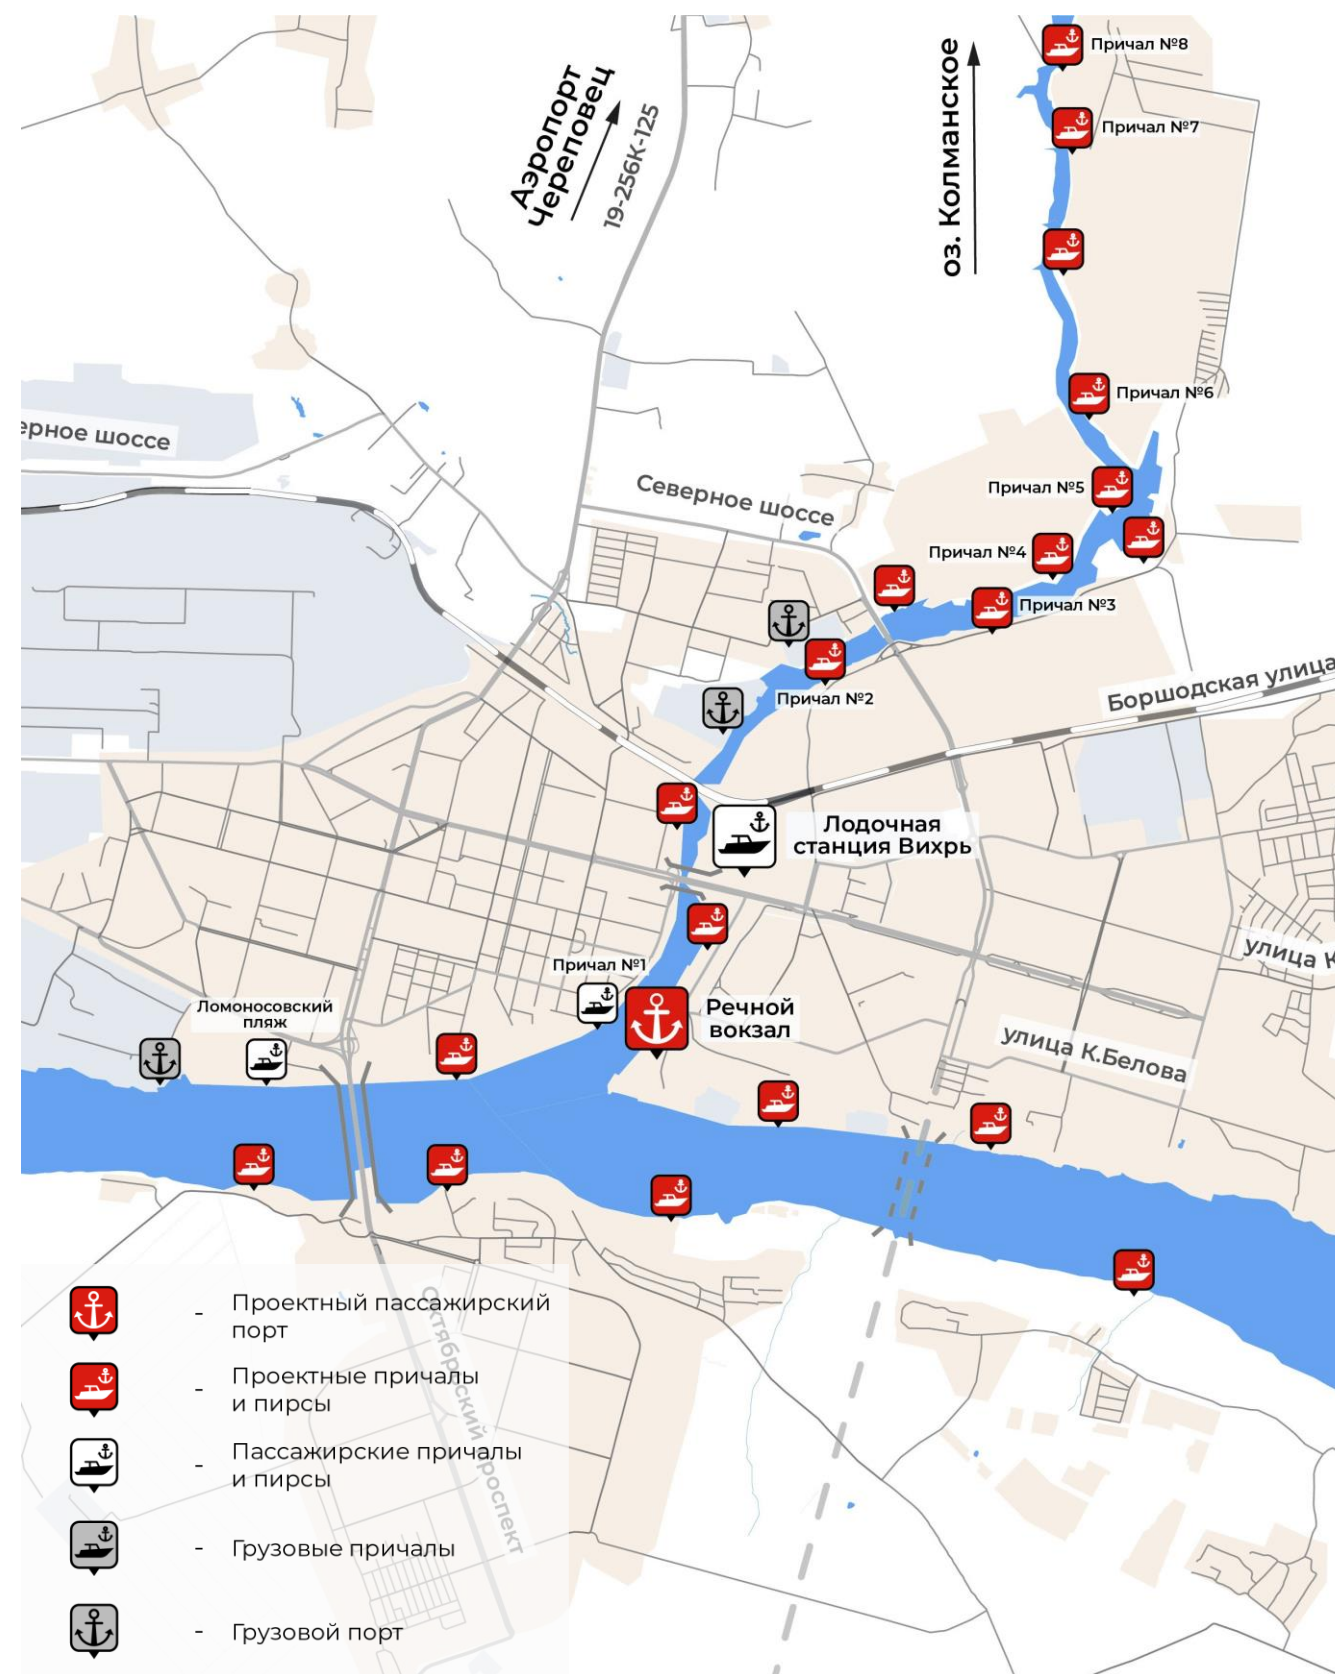 Причал №8
Аэропорт
Череповец
19-256К-125
оз. Колманское
Причал №7
Причал №6
ерное шоссе
Северное шоссе
Причал №5
Причал №4
Причал №3
Боршодская улица
Причал №2
Лодочная
станция Вихрь
улица К
Причал №1
Ломоносовский
пляж
Речной
вокзал
улица К.Белова
Октябрьский проспект
- Проектный пассажирский
порт
- Проектные причалы
и пирсы
- Пассажирские причалы
и пирсы
- Грузовые причалы
- Грузовой порт